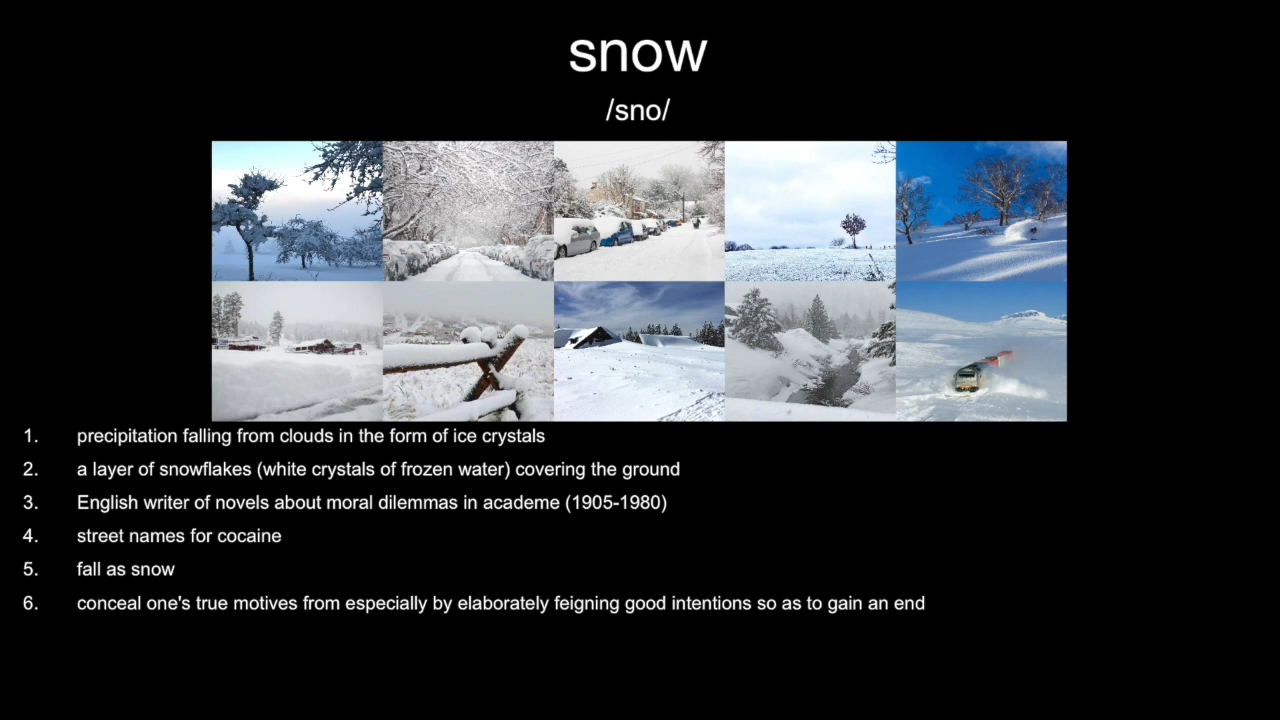 snow
/sno/
1. precipitation falling from clouds in the form of ice crystals
2. a layer of snowflakes (white crystals of frozen water) covering the ground
3. English writer of novels about moral dilemmas in academe (1905-1980)
4. street names for cocaine
5. fall as snow
6. conceal one's true motives from especially by elaborately feigning good intentions so as to gain an end